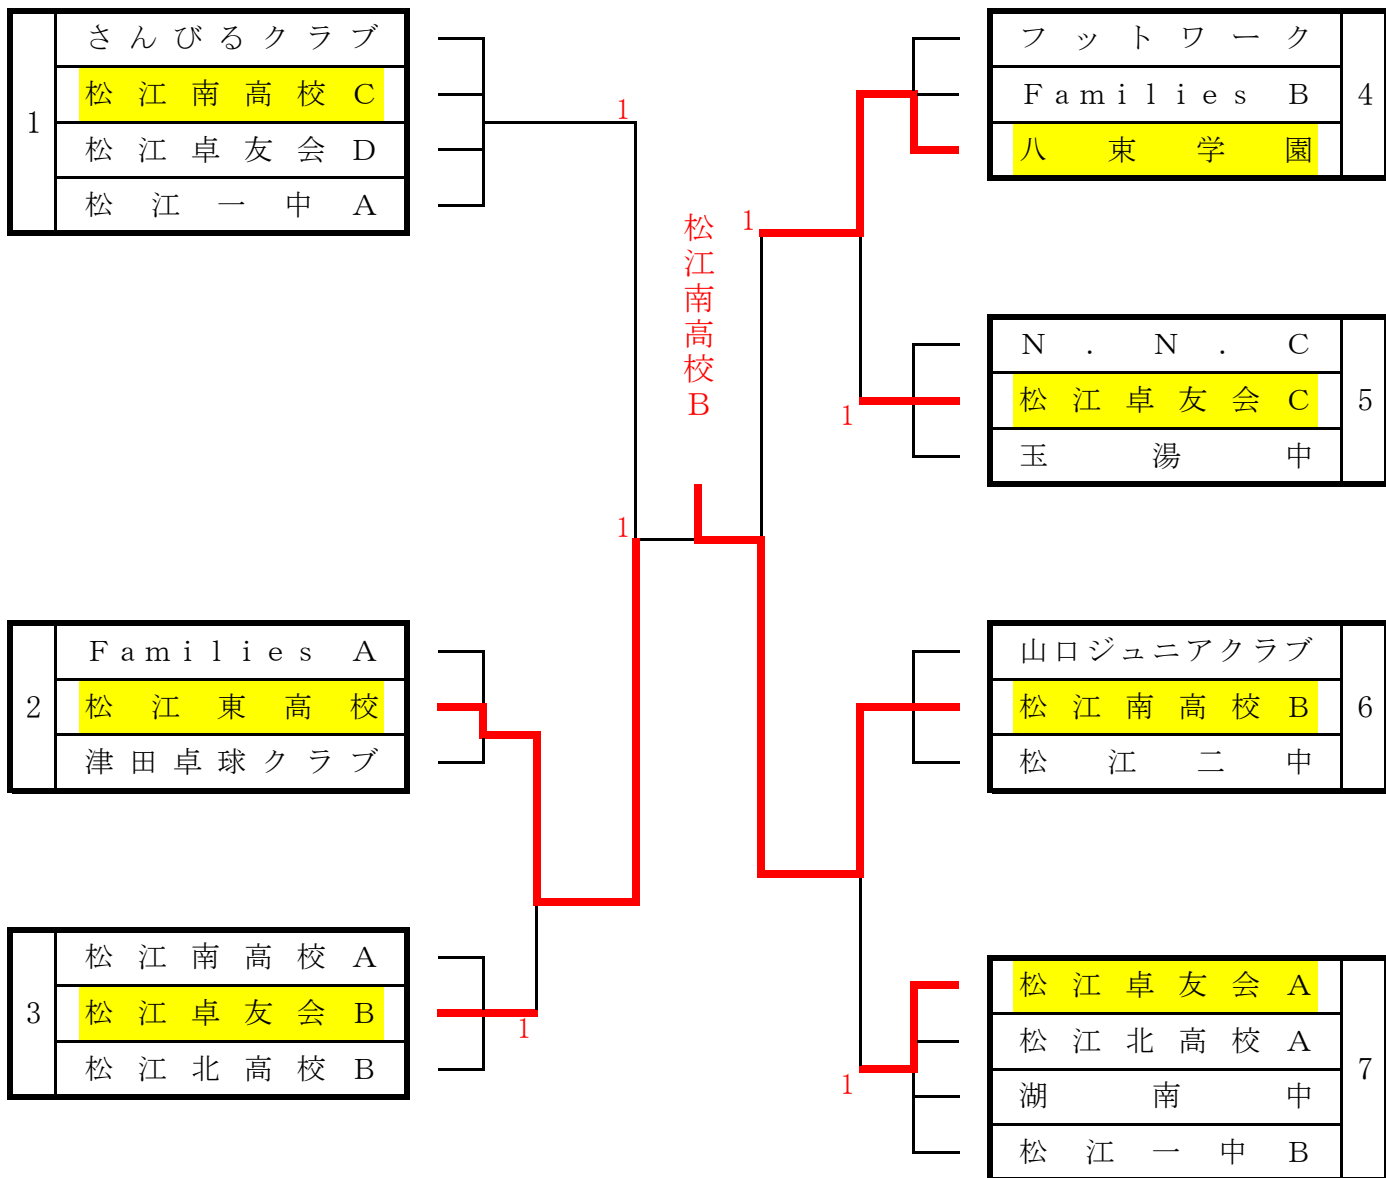 1
さんびるクラブ
松江南高校C
松江卓友会D
松江一中A
2
Families A
松江東高校
津田卓球クラブ
3
松江南高校A
松江卓友会B
松江北高校B
1
1
1
松江南高校B
1
1
1
フットワーク
Families B
八束学園
4
N.N.C
松江卓友会C
玉湯中
5
山口ジュニアクラブ
松江南高校B
松江二中
6
松江卓友会A
松江北高校A
湖南中
松江一中B
7